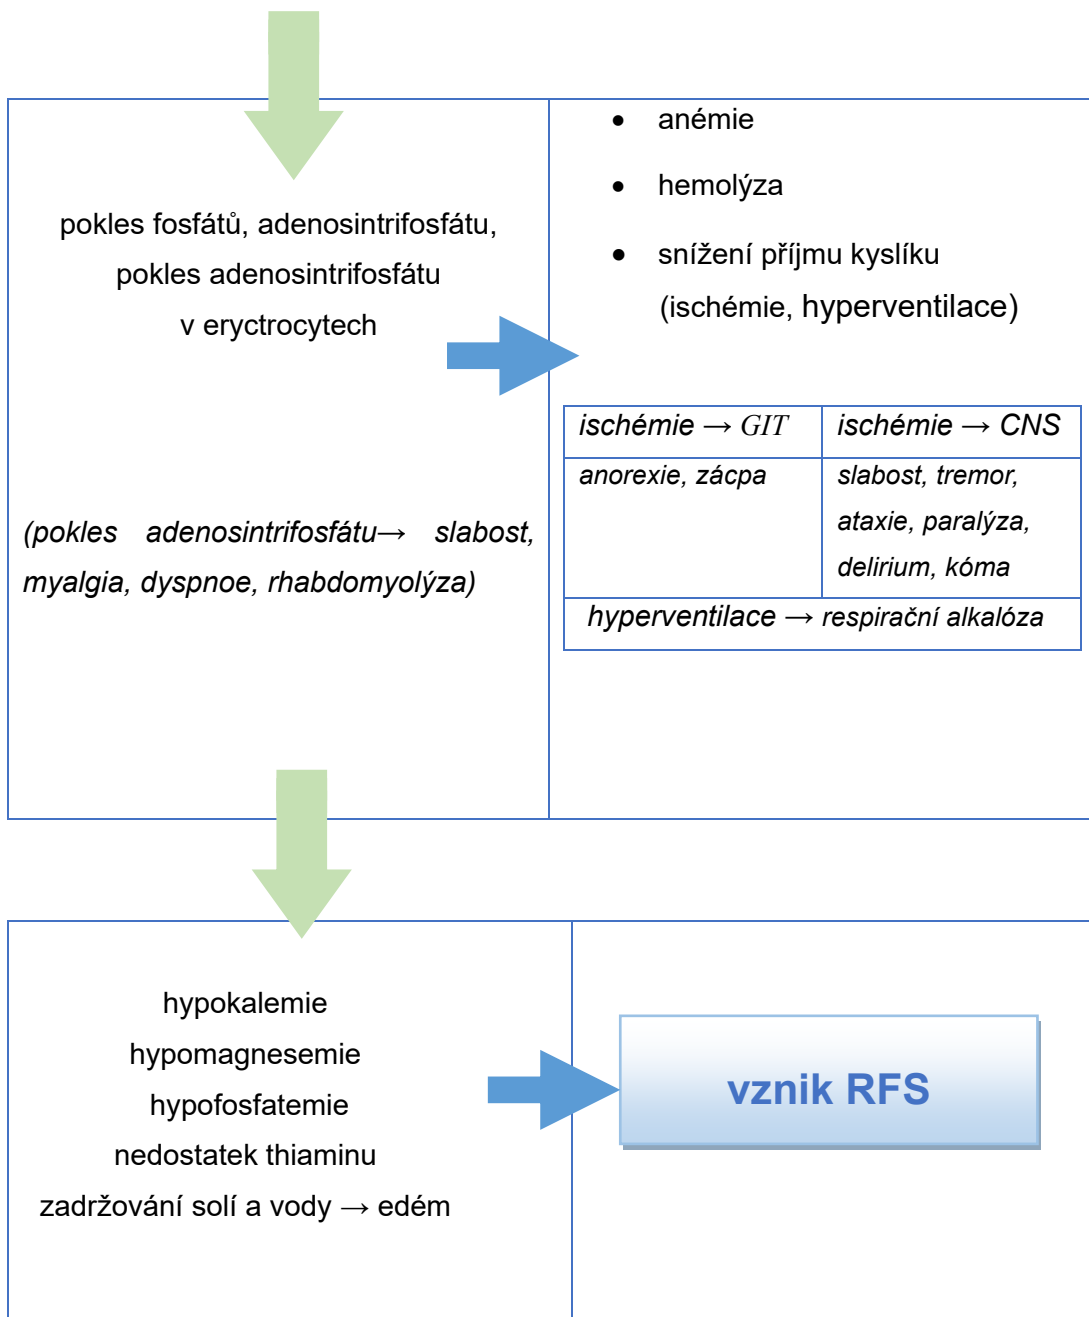 pokles fosfátů, adenosintrifosfátu,
pokles adenosintrifosfátu
v eryctrocytech
(pokles adenosintrifosfátu→ slabost,
myalgia, dyspnoe, rhabdomyolýza)
• anémie
• hemolýza
• snížení příjmu kyslíku
(ischémie, hyperventilace)
ischémie → GIT
ischémie → CNS
anorexie, zácpa
slabost, tremor,
ataxie, paralýza,
delirium, kóma
hyperventilace → respirační alkalóza
hypokalemie
hypomagnesemie
hypofosfatemie
nedostatek thiaminu
zadržování solí a vody → edém
vznik RFS